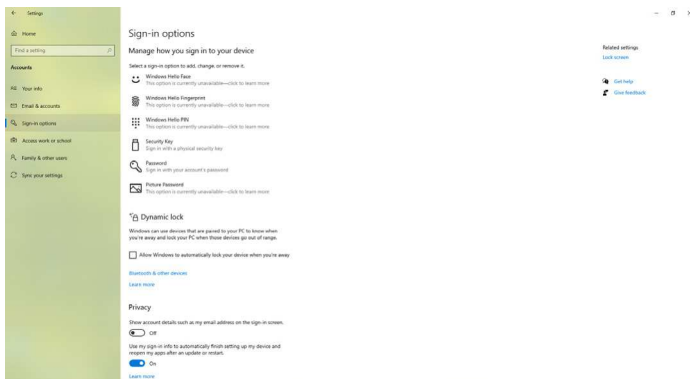 Settings
Home
Find a setting
Accounts
Your info
Email & accounts
Sign-in options
Access work or school
Family & other users
Sync your settings
Sign-in options
Manage how you sign in to your device
Select a sign-in option to add, change, or remove it.
Windows Hello Face
This option is currently unavailable—click to learn more
Windows Hello Fingerprint
This option is currently unavailable—click to learn more
Windows Hello PIN
This option is currently unavailable—click to learn more
Security Key
Sign in with a physical security key
Password
Sign in with your account's password
Picture Password
This option is currently unavailable—click to learn more
Dynamic lock
Windows can use devices that are paired to your PC to know when
you're away and lock your PC when those devices go out of range.
Allow Windows to automatically lock your device when you're away
Bluetooth & other devices
Learn more
Privacy
Show account details such as my email address on the sign-in screen.
Off
Use my sign-in info to automatically finish setting up my device and
reopen my apps after an update or restart.
On
Learn more
Related settings
Lock screen
Get help
Give feedback